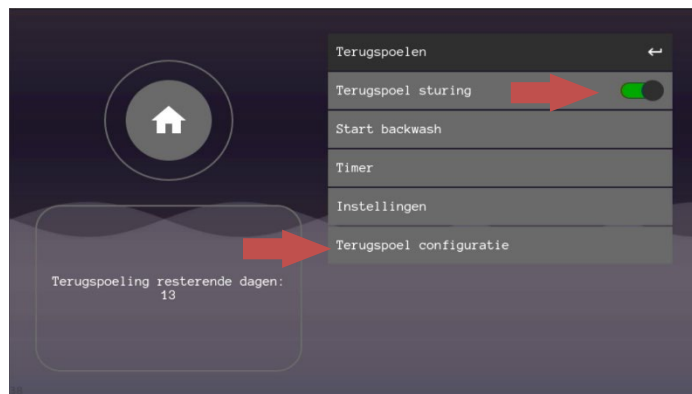 Terugspoelen
Terugspoel sturing
Start backwash
Timer
Instellingen
Terugspoel configuratie
Terugspoeling resterende dagen:
13